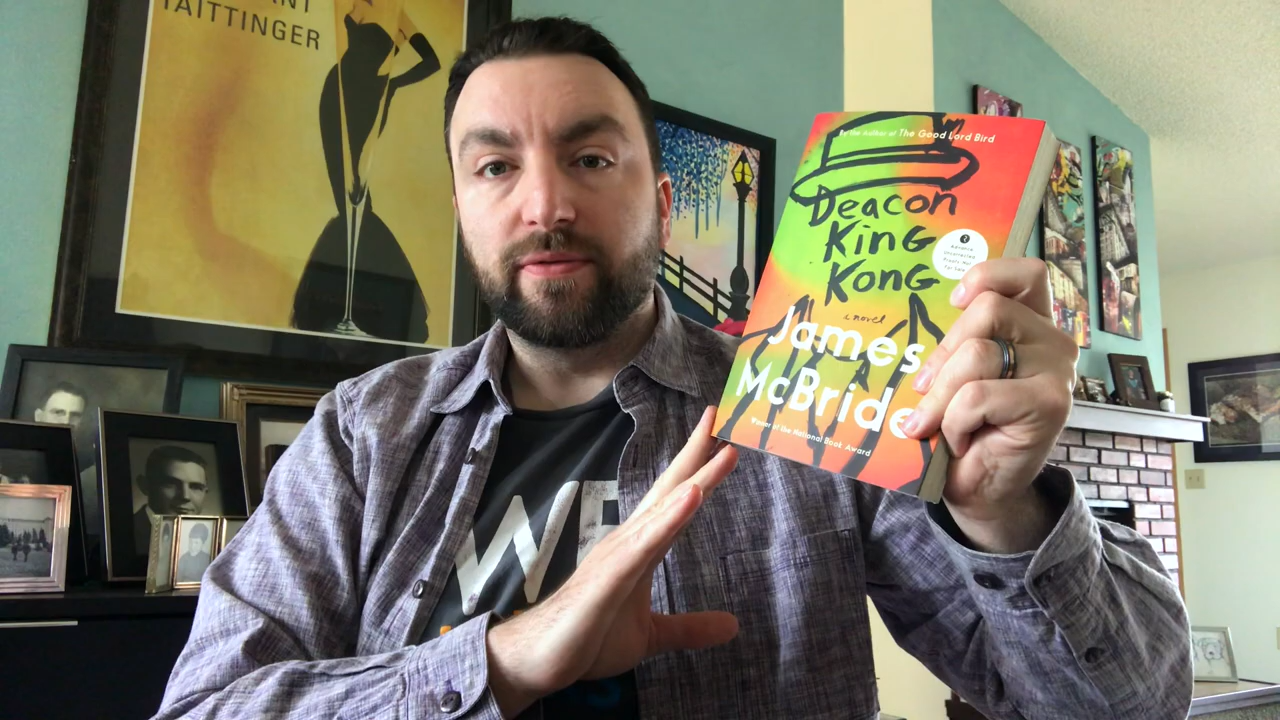 TAITTINGER
By the Author of The Good Lord Bird
Deacon
King
Kong
Advance
Uncorrected
Proofs. Not
For Sale
a novel
James
McBride
Winner of the National Book Award
WE